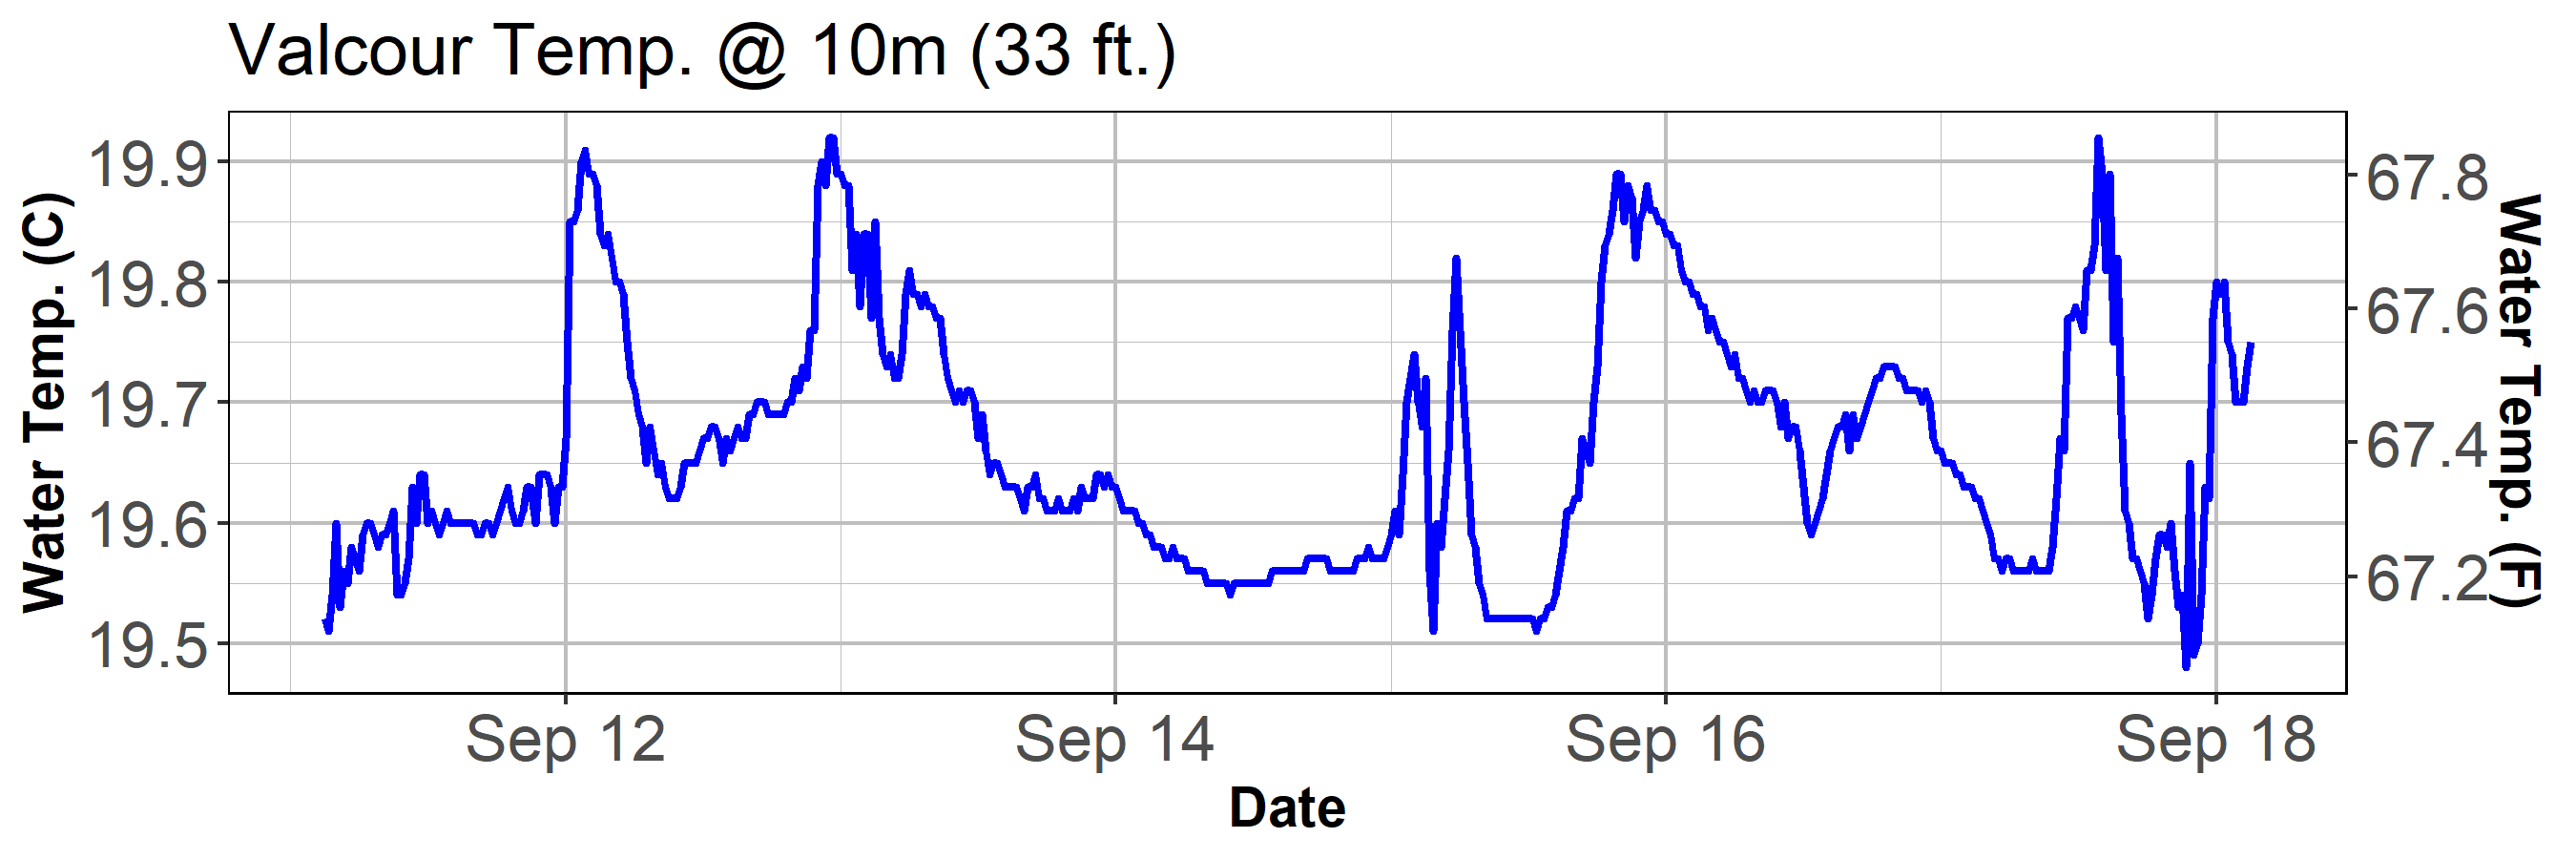 Valcour Temp. @ 10m (33 ft.)
Water Temp. (C)
19.9
19.8
19.7
19.6
19.5
67.8
67.6
67.4
67.2
Water Temp. (F)
Sep 12 Sep 14 Sep 16 Sep 18
Date